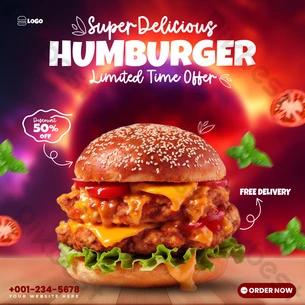 LOGO
Super Delicious
HUMBURGER
Limited Time Offer
Discount
50%
OFF
FREE DELIVERY
+001-234-5678
YOUR WEBSITE HERE
ORDER NOW